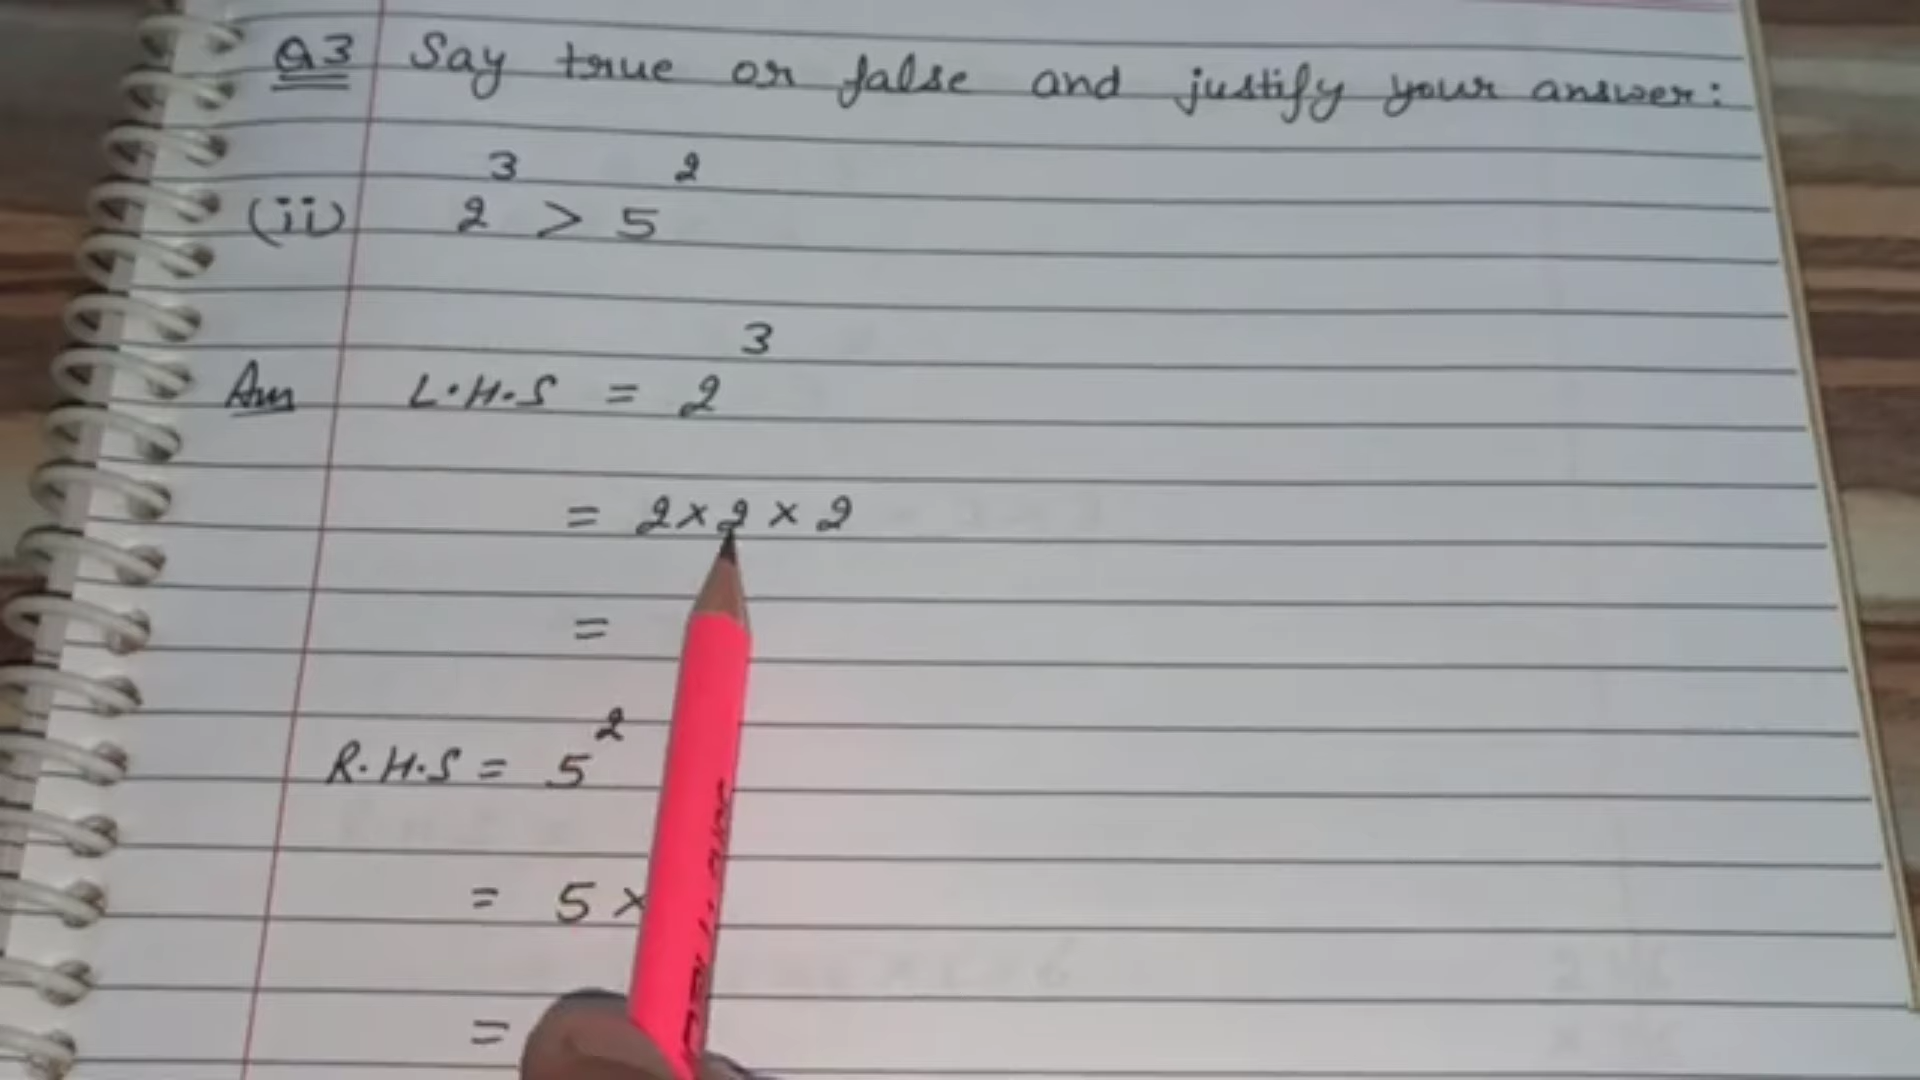 Q3 Say true or false and justify your answer:
(ii) 2³ > 5²
Ans L.H.S = 2³
= 2×2×2
=
R.H.S = 5²
= 5×
=